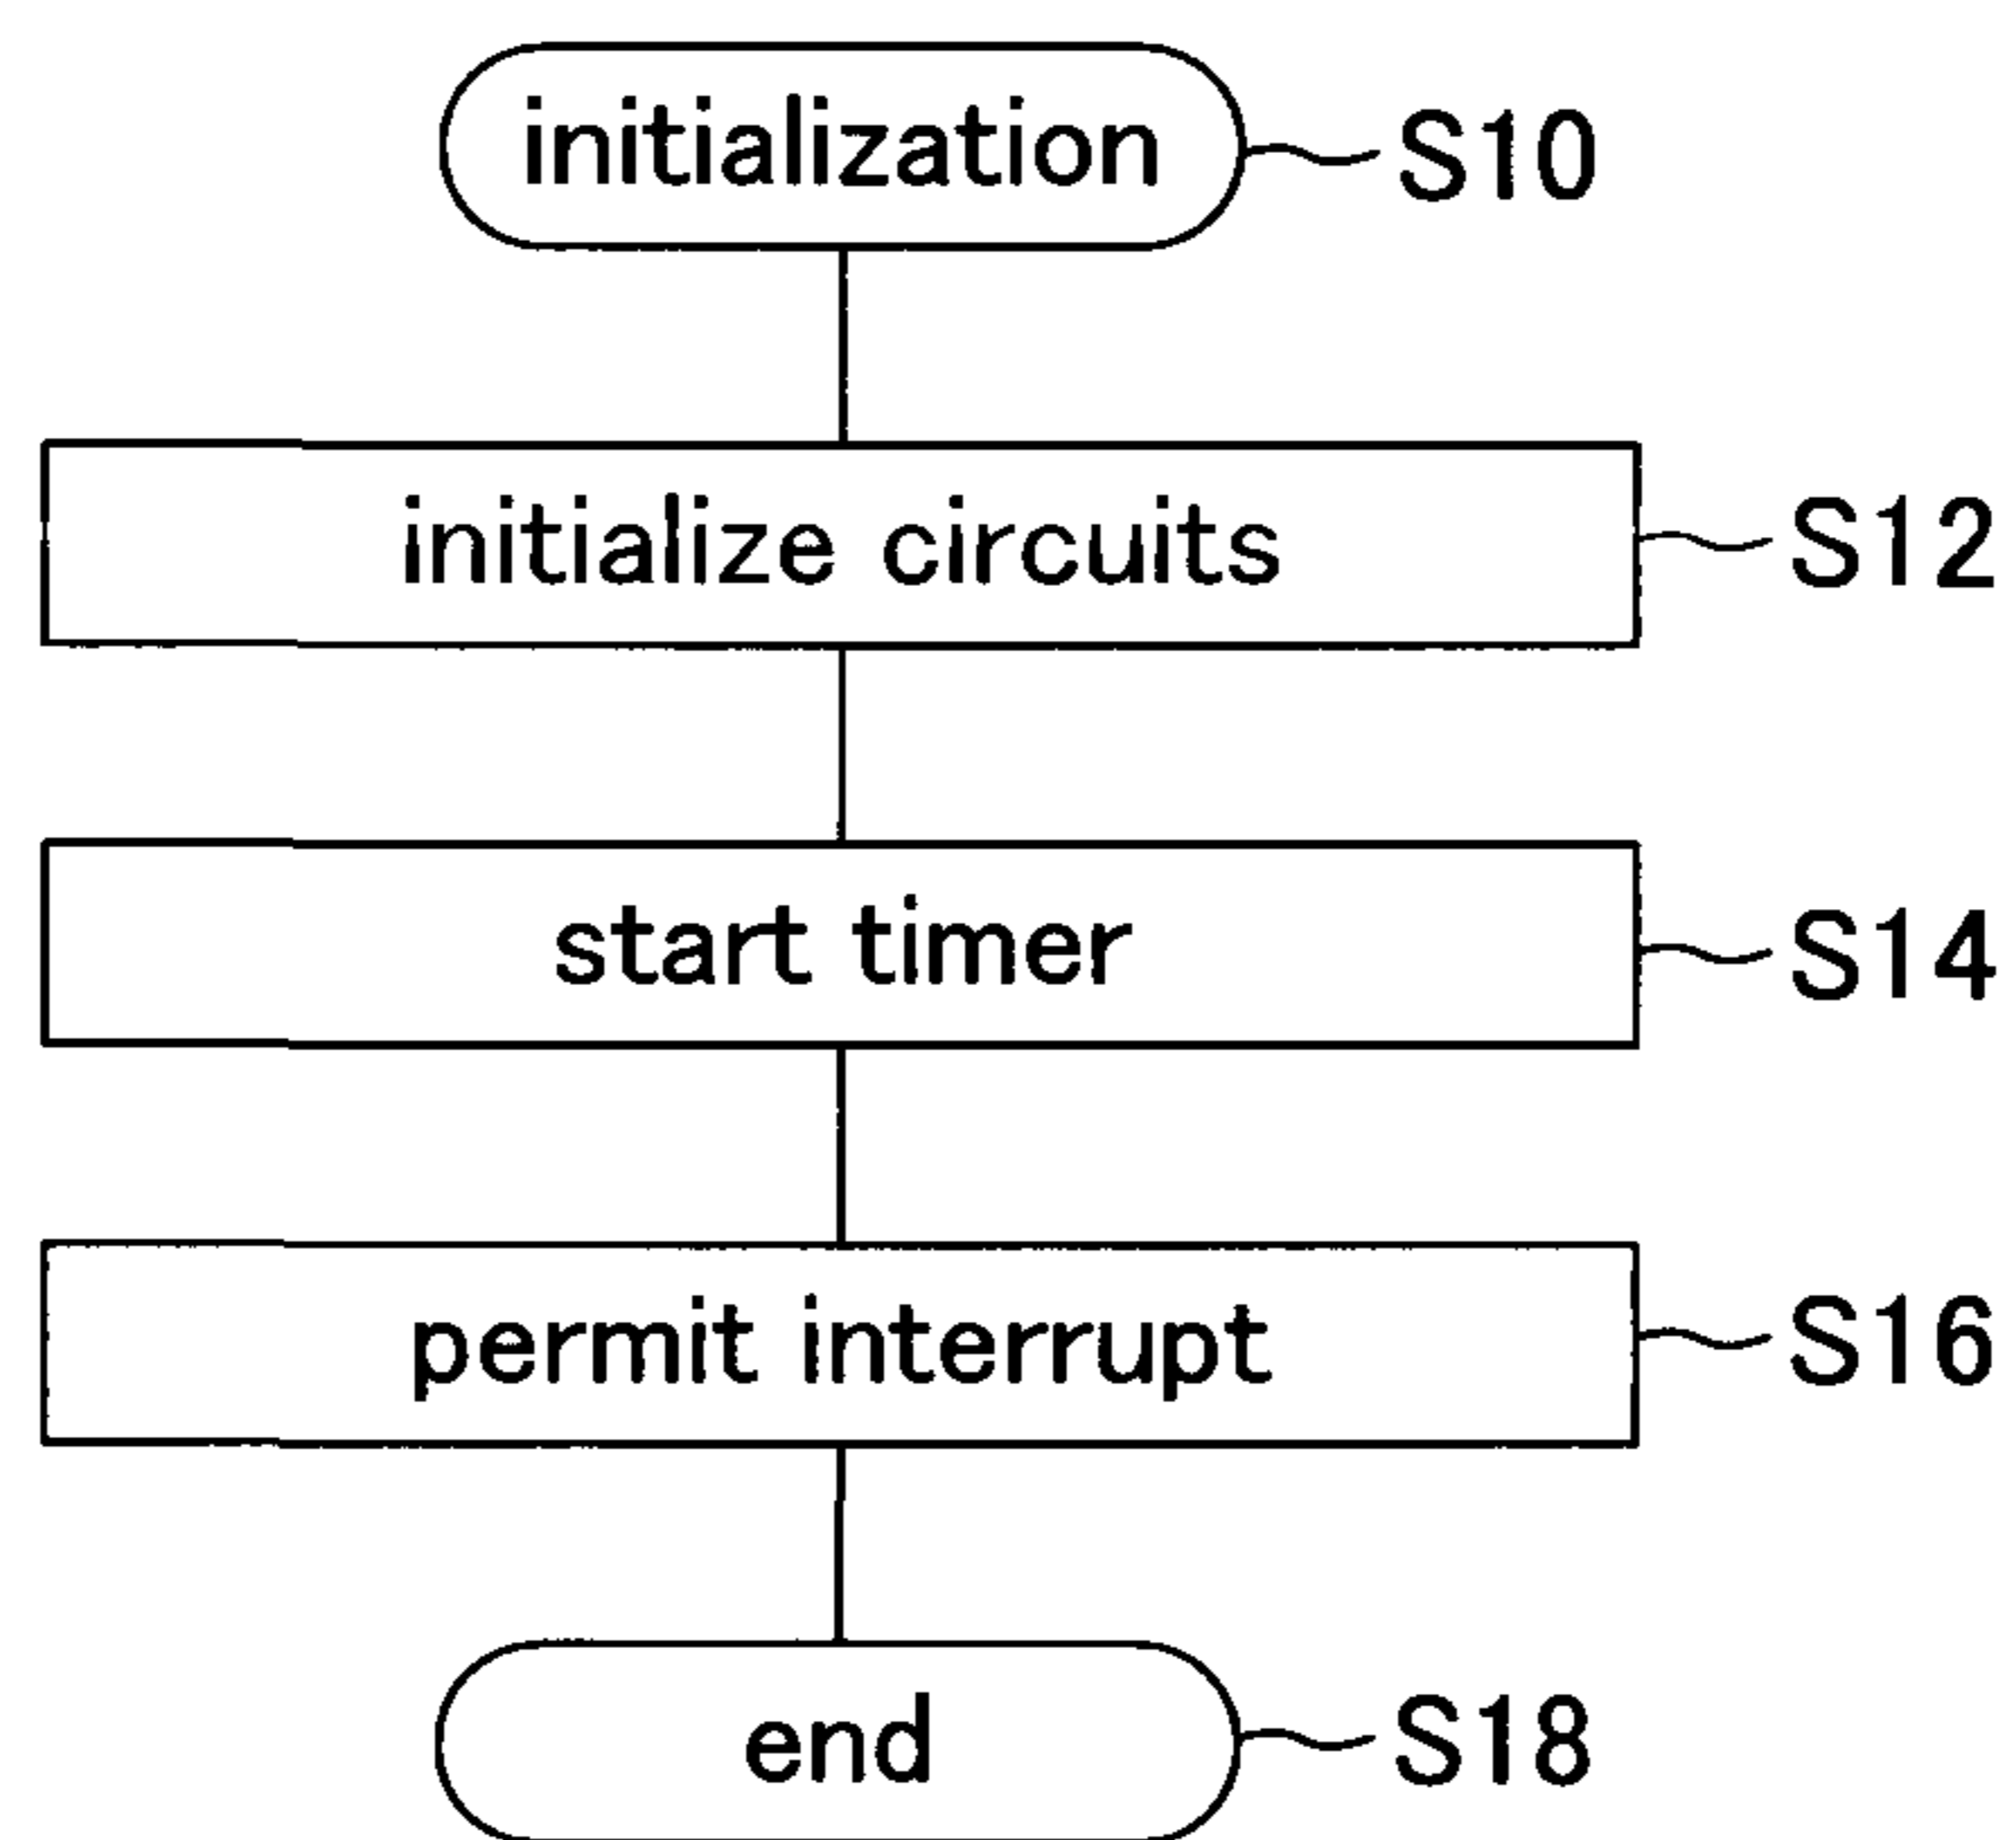 initialization S10
initialize circuits S12
start timer S14
permit interrupt S16
end S18